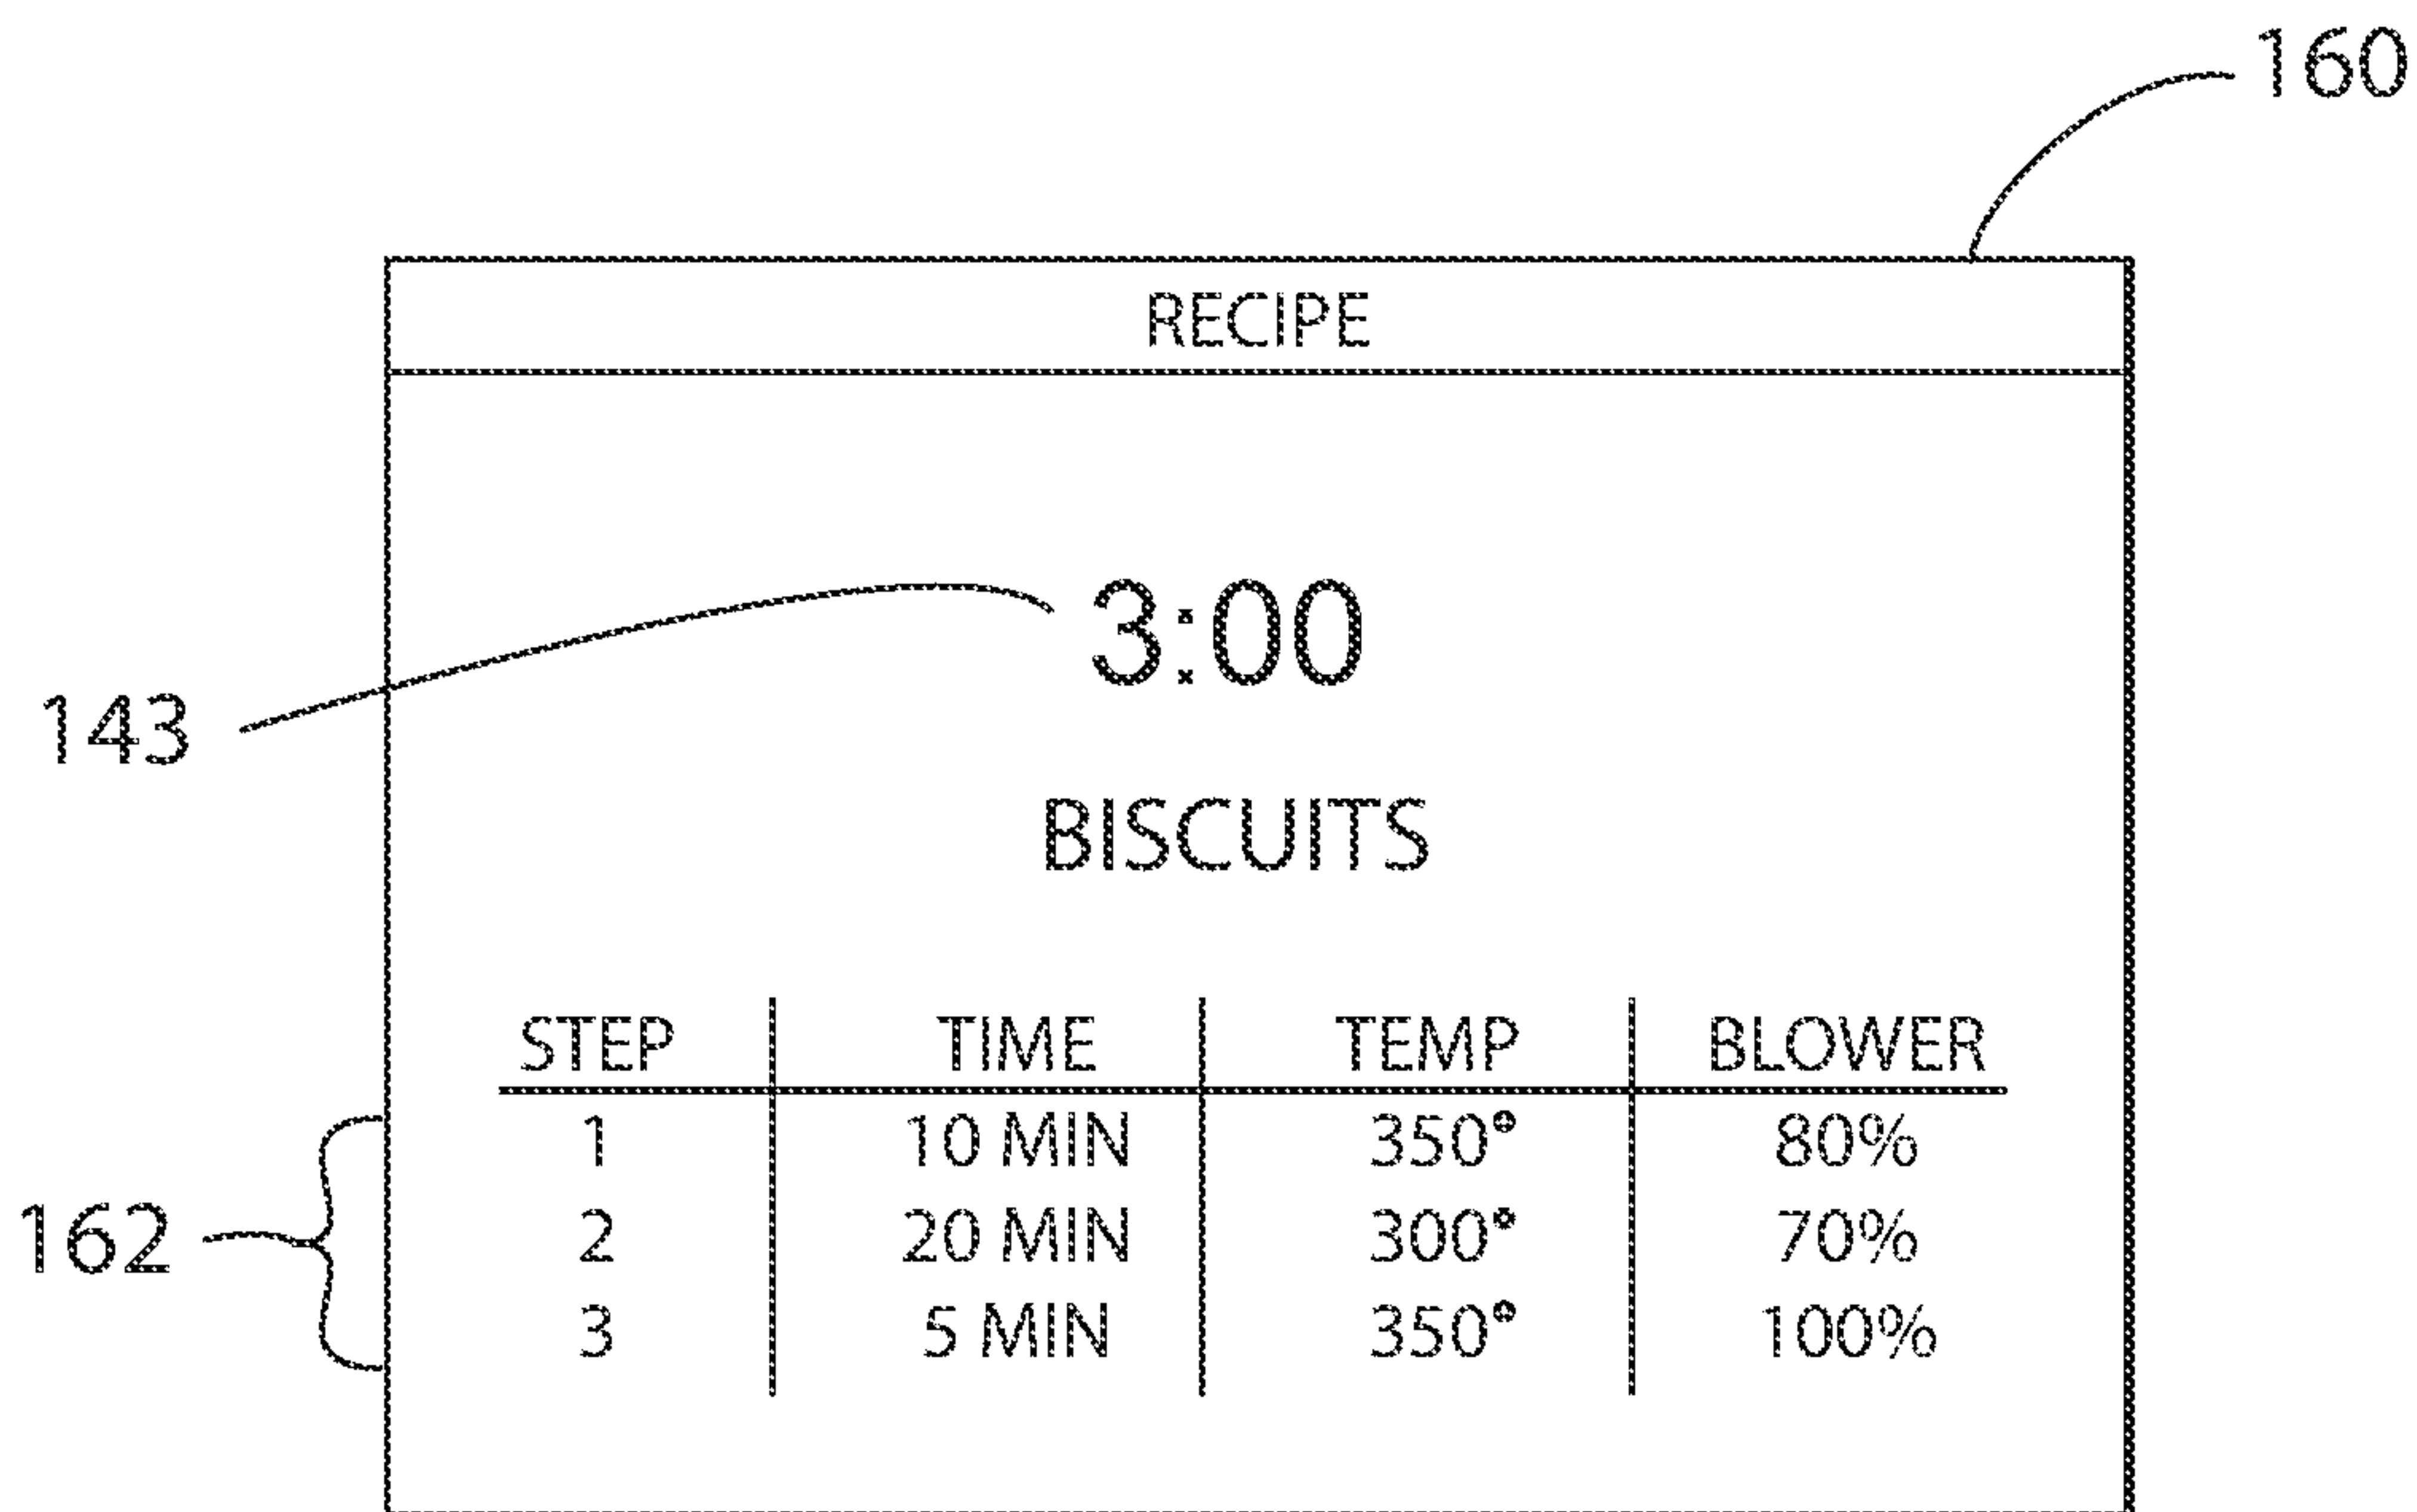 160
RECIPE
3:00
143
BISCUITS
STEP TIME TEMP BLOWER
1 10 MIN 350° 80%
162
2 20 MIN 300° 70%
3 5 MIN 350° 100%